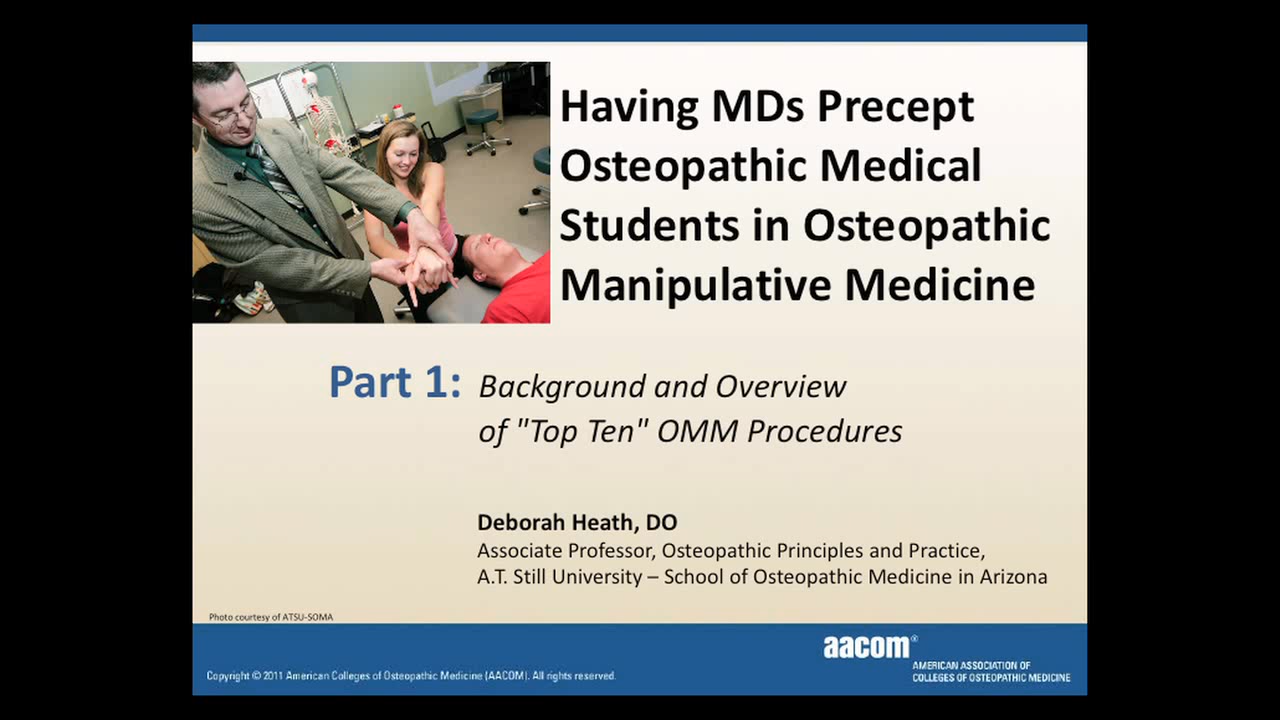 Having MDs Precept
Osteopathic Medical
Students in Osteopathic
Manipulative Medicine
Part 1: Background and Overview
of "Top Ten" OMM Procedures
Deborah Heath, DO
Associate Professor, Osteopathic Principles and Practice,
A.T. Still University – School of Osteopathic Medicine in Arizona
Photo courtesy of ATSU-SOMA
Copyright © 2011 American Colleges of Osteopathic Medicine (AACOM). All rights reserved.
aacom®
AMERICAN ASSOCIATION OF
COLLEGES OF OSTEOPATHIC MEDICINE